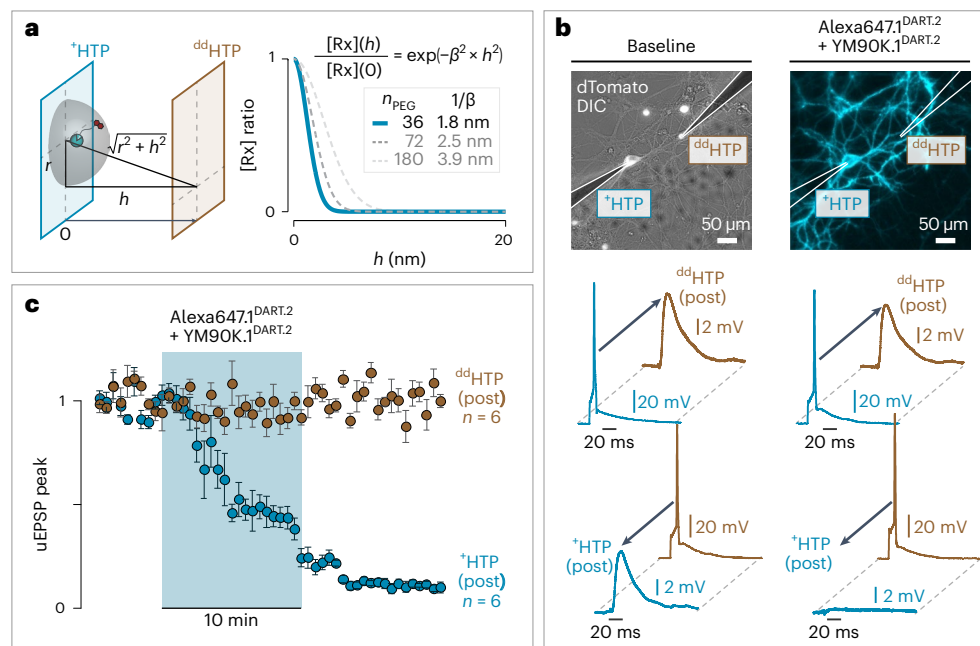 a
⁺HTP
ᵈᵈHTP
r
√r² + h²
h
0
[Rx](h)
[Rx](0)
= exp(−β² × h²)
1
[Rx] ratio
0
n_PEG 1/β
36 1.8 nm
72 2.5 nm
180 3.9 nm
0 20
h (nm)
b
Baseline
Alexa647.1ᴰᴬᴿᵀ·²
+ YM90K.1ᴰᴬᴿᵀ·²
dTomato
DIC
ᵈᵈHTP
⁺HTP
50 µm
ᵈᵈHTP
⁺HTP
50 µm
ᵈᵈHTP
(post)
2 mV
20 mV
20 ms
ᵈᵈHTP
(post)
2 mV
20 mV
20 ms
20 mV
⁺HTP
(post)
2 mV
20 ms
20 mV
⁺HTP
(post)
2 mV
20 ms
c
Alexa647.1ᴰᴬᴿᵀ·²
+ YM90K.1ᴰᴬᴿᵀ·²
1
uEPSP peak
0
ᵈᵈHTP
(post)
n = 6
⁺HTP
(post)
n = 6
10 min